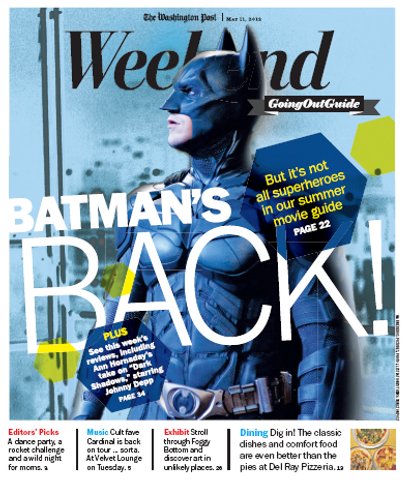 The Washington Post | May 11, 2012
Weekend
GoingOutGuide
But it's not
all superheroes
in our summer
movie guide
PAGE 22
BATMAN'S
BACK!
PLUS
See this week's
reviews, including
Ann Hornaday's
take on "Dark
Shadows," starring
Johnny Depp
PAGE 34
Editors' Picks
A dance party, a
rocket challenge
and a wild night
for moms. 3
Music Cult fave
Cardinal is back
on tour ... sorta.
At Velvet Lounge
on Tuesday. 5
Exhibit Stroll
through Foggy
Bottom and
discover art in
unlikely places. 26
Dining Dig in! The classic
dishes and comfort food
are even better than the
pies at Del Ray Pizzeria. 13